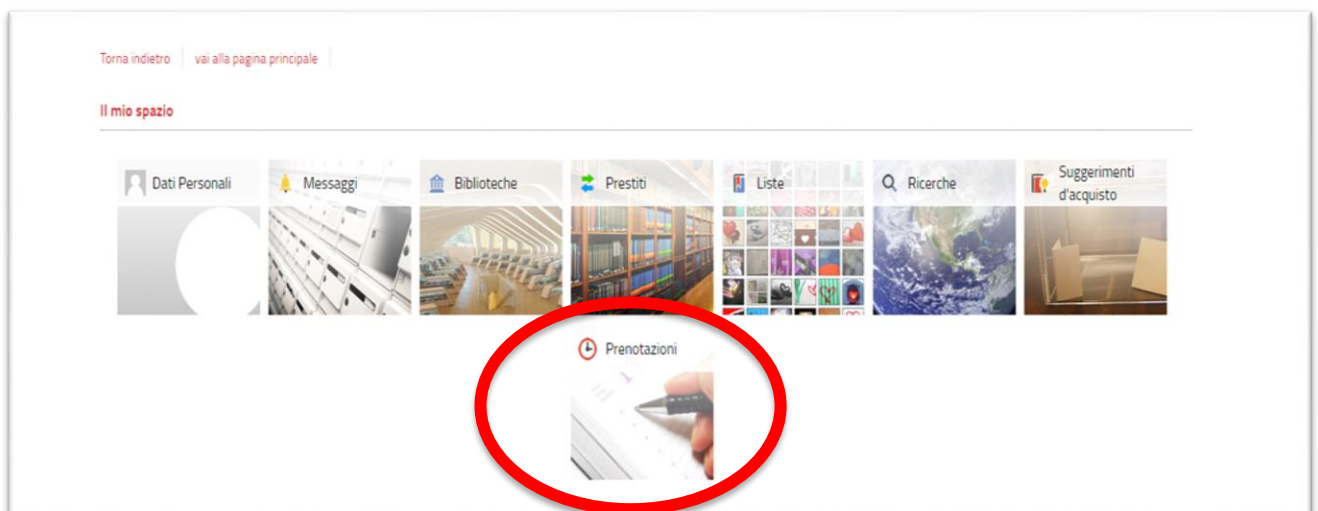 Torna indietro
vai alla pagina principale
Il mio spazio
Dati Personali
Messaggi
Biblioteche
Prestiti
Liste
Ricerche
Suggerimenti
d'acquisto
Prenotazioni